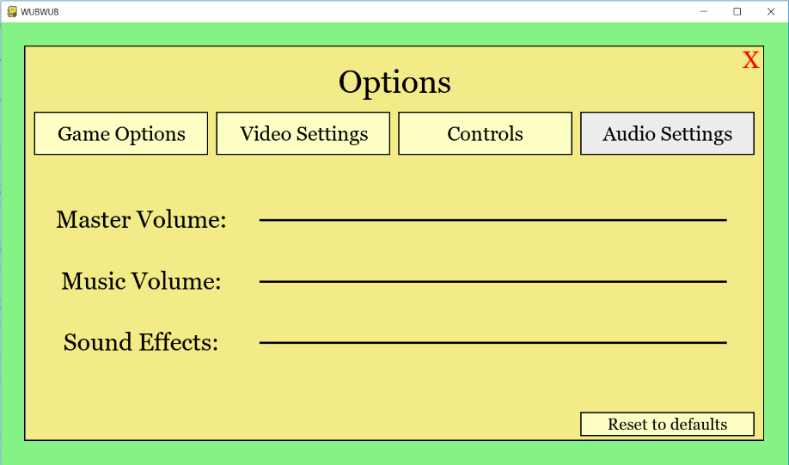 WUBWUB
X
Options
Game Options
Video Settings
Controls
Audio Settings
Master Volume:
Music Volume:
Sound Effects:
Reset to defaults